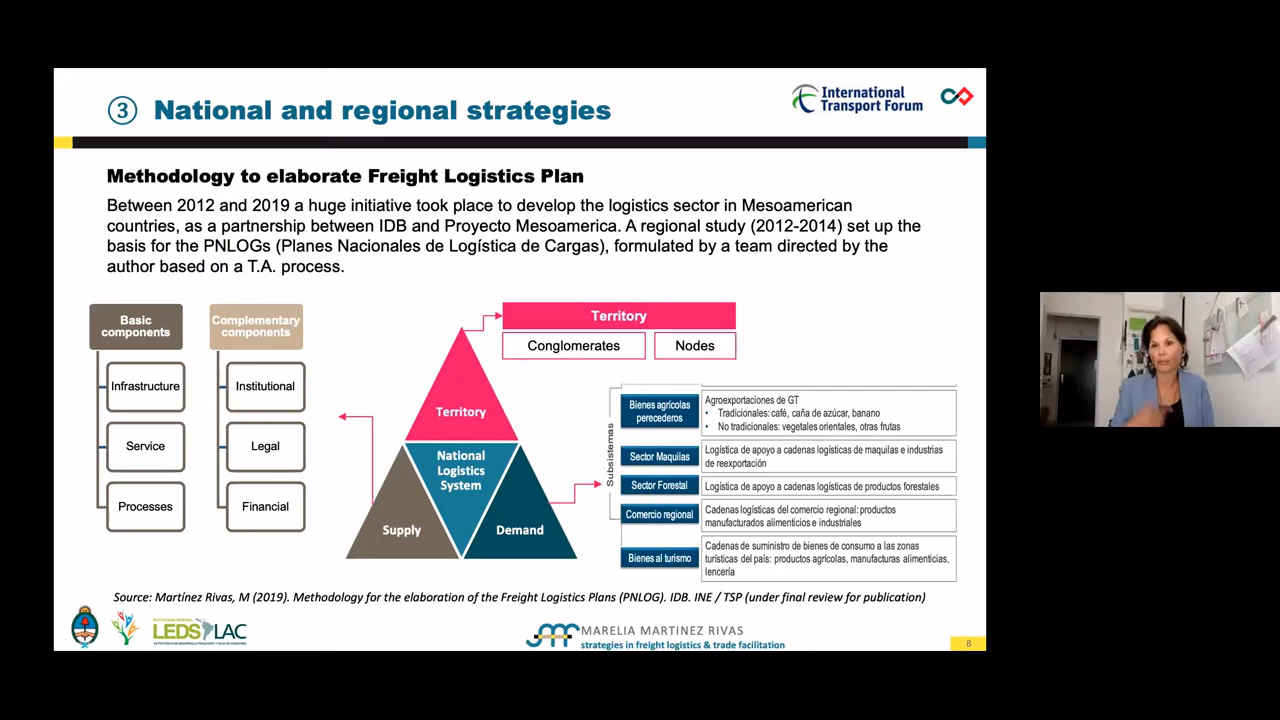 ③ National and regional strategies
International
Transport Forum
Methodology to elaborate Freight Logistics Plan
Between 2012 and 2019 a huge initiative took place to develop the logistics sector in Mesoamerican
countries, as a partnership between IDB and Proyecto Mesoamerica. A regional study (2012-2014) set up the
basis for the PNLOGs (Planes Nacionales de Logística de Cargas), formulated by a team directed by the
author based on a T.A. process.
Basic
components
Infrastructure
Service
Processes
Complementary
components
Institutional
Legal
Financial
Territory
National
Logistics
System
Supply
Demand
Territory
Conglomerates
Nodes
Subsistemas
Bienes agrícolas
perecederos
Agroexportaciones de GT
• Tradicionales: café, caña de azúcar, banano
• No tradicionales: vegetales orientales, otras frutas
Sector Maquilas
Logística de apoyo a cadenas logísticas de maquilas e industrias
de reexportación
Sector Forestal
Logística de apoyo a cadenas logísticas de productos forestales
Comercio regional
Cadenas logísticas del comercio regional: productos
manufacturados alimenticios e industriales
Bienes al turismo
Cadenas de suministro de bienes de consumo a las zonas
turísticas del país: productos agrícolas, manufacturas alimenticias,
lencería
Source: Martínez Rivas, M (2019). Methodology for the elaboration of the Freight Logistics Plans (PNLOG). IDB. INE / TSP (under final review for publication)
LEDS LAC
MARELIA MARTINEZ RIVAS
strategies in freight logistics & trade facilitation
8